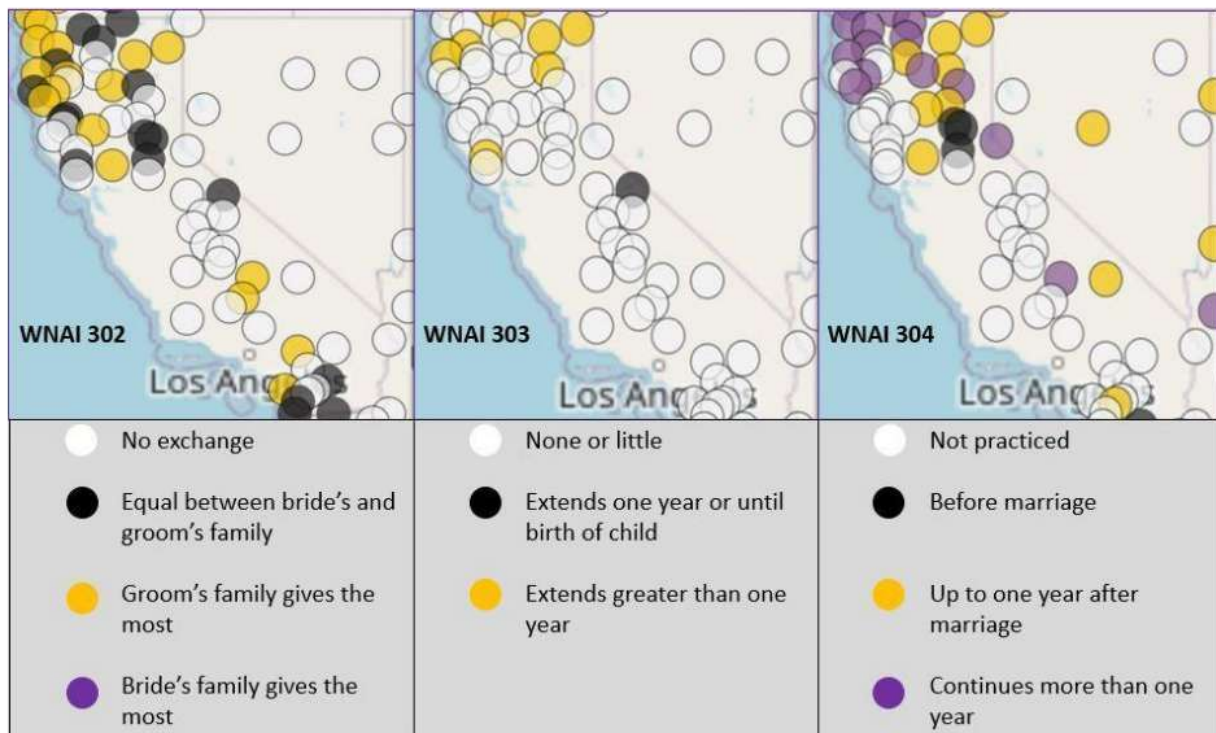 WNAI 302
Los Angeles
No exchange
Equal between bride's and
groom's family
Groom's family gives the
most
Bride's family gives the
most
WNAI 303
Los Angeles
None or little
Extends one year or until
birth of child
Extends greater than one
year
WNAI 304
Los Angeles
Not practiced
Before marriage
Up to one year after
marriage
Continues more than one
year